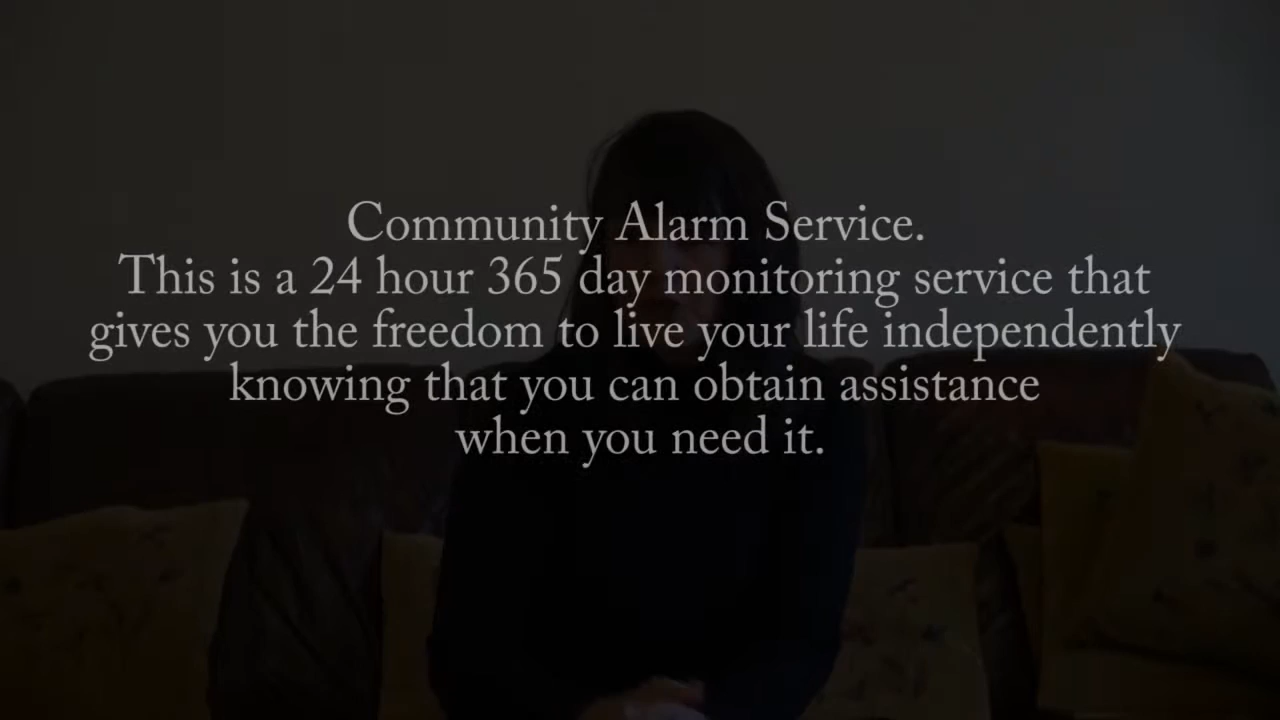 Community Alarm Service.
This is a 24 hour 365 day monitoring service that
gives you the freedom to live your life independently
knowing that you can obtain assistance
when you need it.